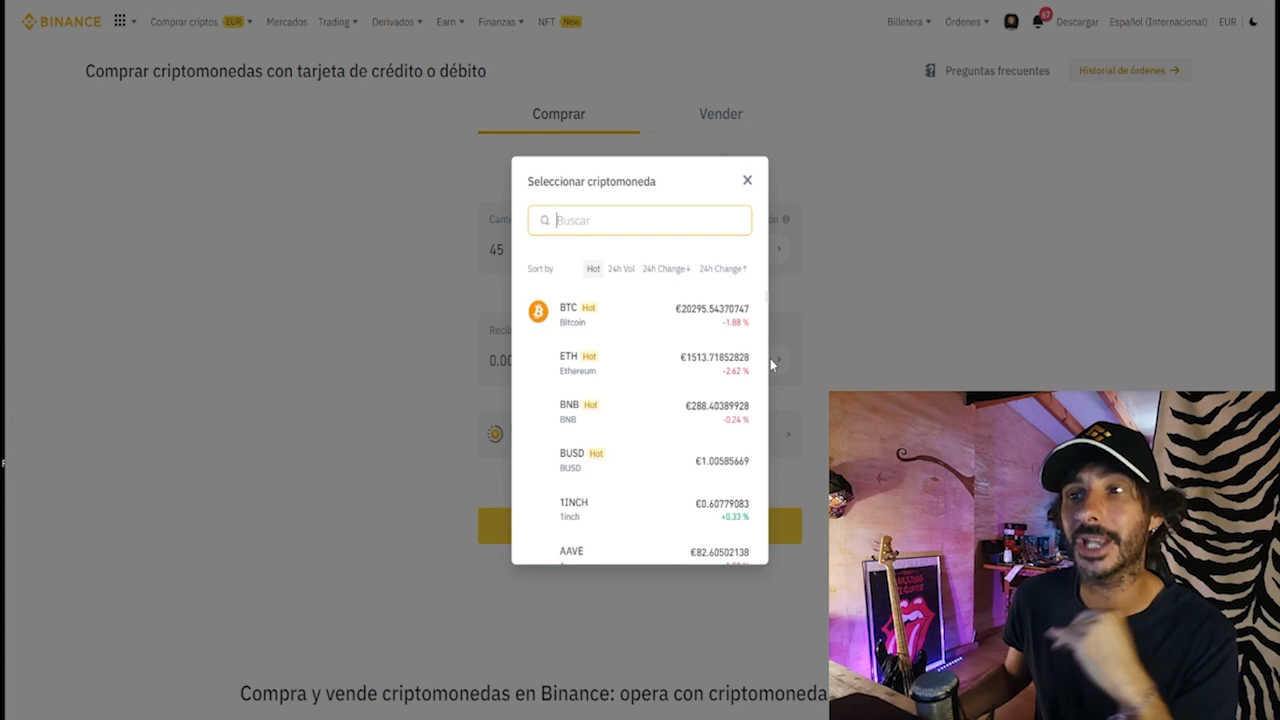 BINANCE Comprar criptos EUR Mercados Trading Derivados Earn Finanzas NFT New Billetera Órdenes 67 Descargar Español (Internacional) EUR
Comprar criptomonedas con tarjeta de crédito o débito Preguntas frecuentes Historial de órdenes →
Comprar Vender
Seleccionar criptomoneda
Buscar
45
Sort by Hot 24h Vol 24h Change↓ 24h Change↑
BTC Hot €20295.54370747
Bitcoin -1.88 %
ETH Hot €1513.71852828
Ethereum -2.62 %
0.00
BNB Hot €288.40389928
BNB -0.24 %
BUSD Hot €1.00585669
BUSD
1INCH €0.60779083
1inch +0.33 %
AAVE €82.60502138
Compra y vende criptomonedas en Binance: opera con criptomoneda